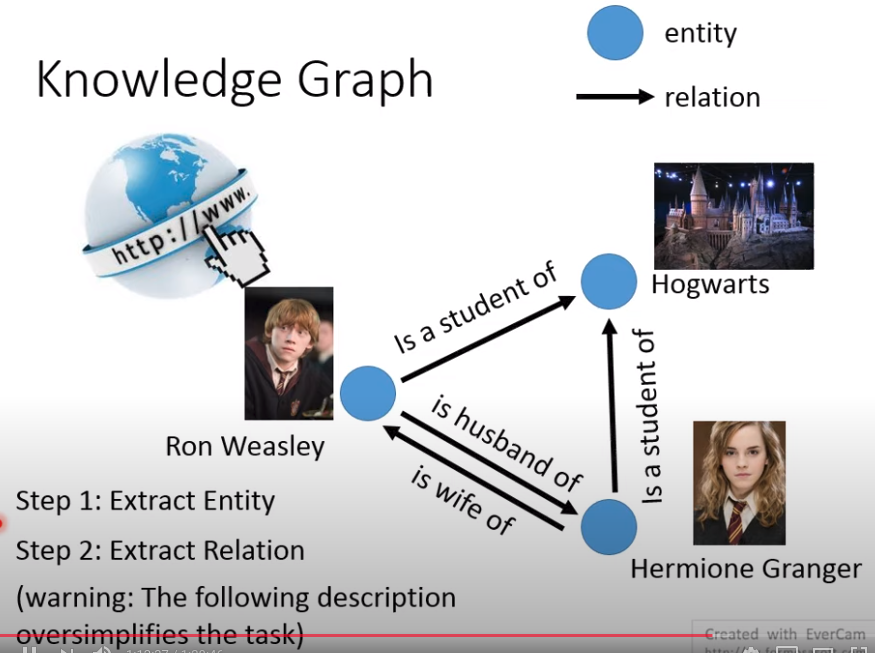 Knowledge Graph
entity
relation
http://www.
Hogwarts
Is a student of
Is a student of
is husband of
is wife of
Ron Weasley
Hermione Granger
Step 1: Extract Entity
Step 2: Extract Relation
(warning: The following description
oversimplifies the task)
Created with EverCam